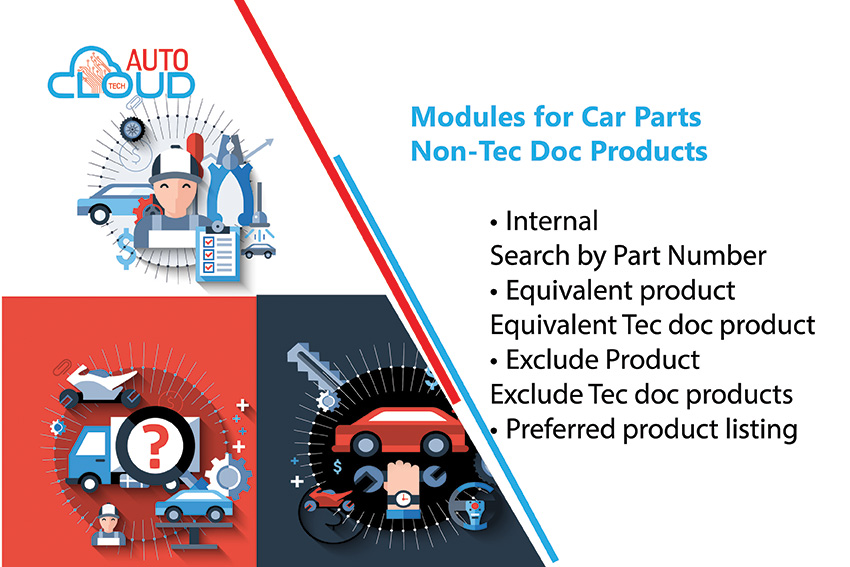 AUTO
CLOUD
TECH
Modules for Car Parts
Non-Tec Doc Products
• Internal
Search by Part Number
• Equivalent product
Equivalent Tec doc product
• Exclude Product
Exclude Tec doc products
• Preferred product listing
$
$
?
$
$